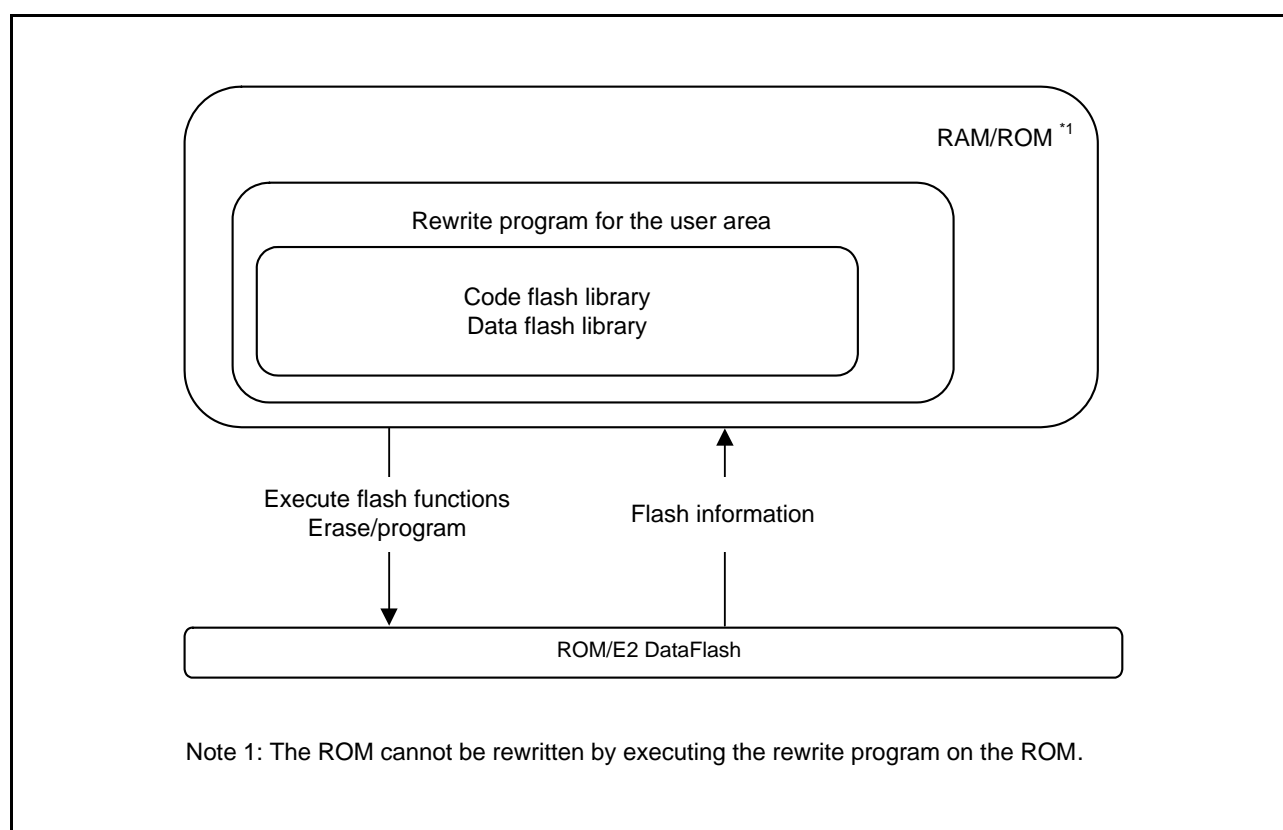 RAM/ROM *1
Rewrite program for the user area
Code flash library
Data flash library
Execute flash functions
Erase/program
Flash information
ROM/E2 DataFlash
Note 1: The ROM cannot be rewritten by executing the rewrite program on the ROM.